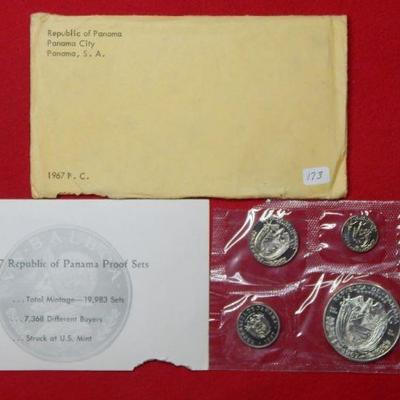 Republic of Panama
Panama City
Panama, S. A.
1967 P. C.
173
7 Republic of Panama Proof Sets
...Total Mintage—19,983 Sets
...7,368 Different Buyers
...Struck at U.S. Mint